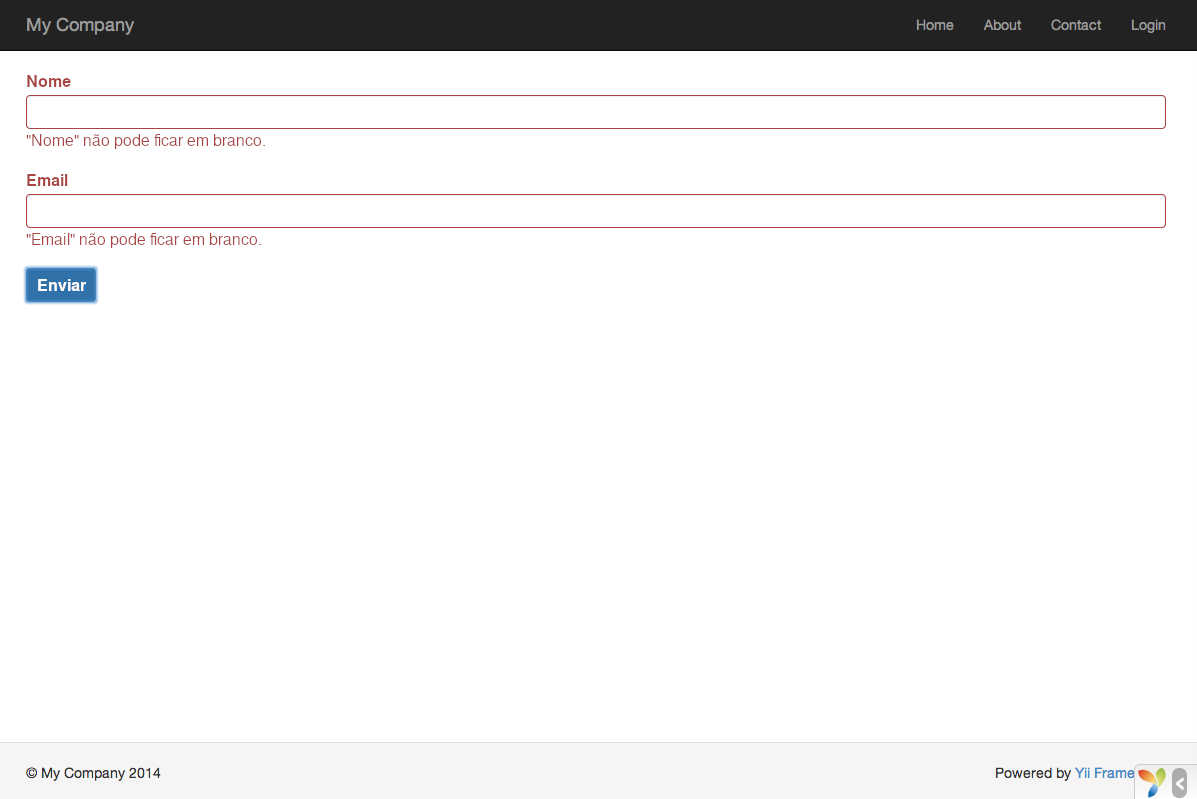 My Company Home About Contact Login
Nome
"Nome" não pode ficar em branco.
Email
"Email" não pode ficar em branco.
Enviar
© My Company 2014 Powered by Yii Frame